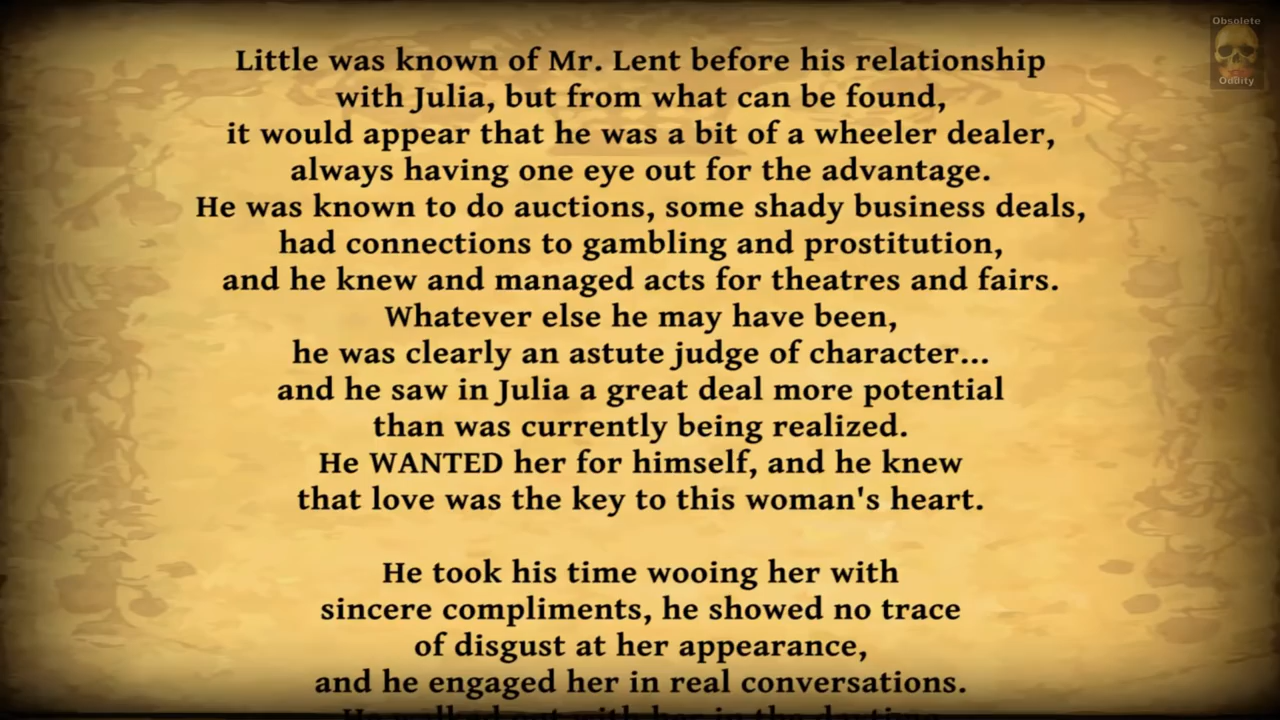 Obsolete
Oddity
Little was known of Mr. Lent before his relationship
with Julia, but from what can be found,
it would appear that he was a bit of a wheeler dealer,
always having one eye out for the advantage.
He was known to do auctions, some shady business deals,
had connections to gambling and prostitution,
and he knew and managed acts for theatres and fairs.
Whatever else he may have been,
he was clearly an astute judge of character...
and he saw in Julia a great deal more potential
than was currently being realized.
He WANTED her for himself, and he knew
that love was the key to this woman's heart.
He took his time wooing her with
sincere compliments, he showed no trace
of disgust at her appearance,
and he engaged her in real conversations.